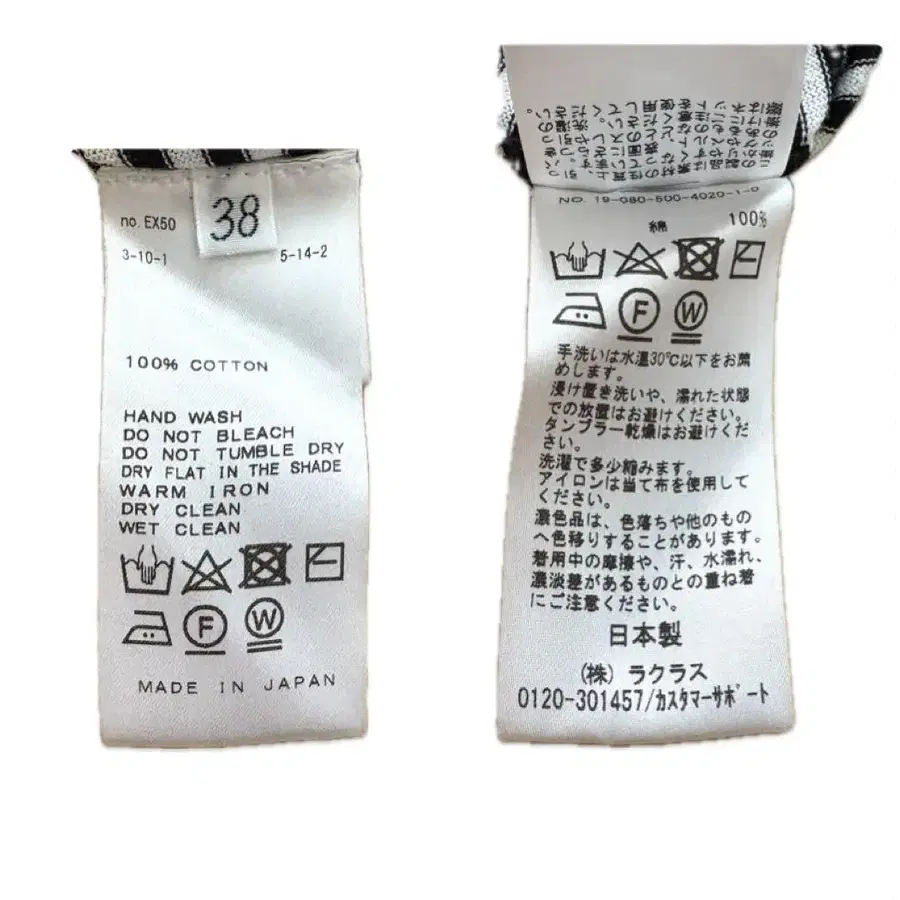 no. EX50
38
3-10-1
5-14-2
100% COTTON
HAND WASH
DO NOT BLEACH
DO NOT TUMBLE DRY
DRY FLAT IN THE SHADE
WARM IRON
DRY CLEAN
WET CLEAN
F
W
MADE IN JAPAN
NO. 19-080-500-4020-1-0
綿 100%
F
W
手洗いは水温30℃以下をお薦
めします。
浸け置き洗いや、濡れた状態
での放置はお避けください。
タンブラー乾燥はお避けくだ
さい。
洗濯で多少縮みます。
アイロンは当て布を使用して
ください。
濃色品は、色落ちや他のもの
へ色移りすることがあります。
着用中の摩擦や、汗、水濡れ、
濃淡差があるものとの重ね着
にご注意ください。
日本製
(株) ラクラス
0120-301457/カスタマーサポート